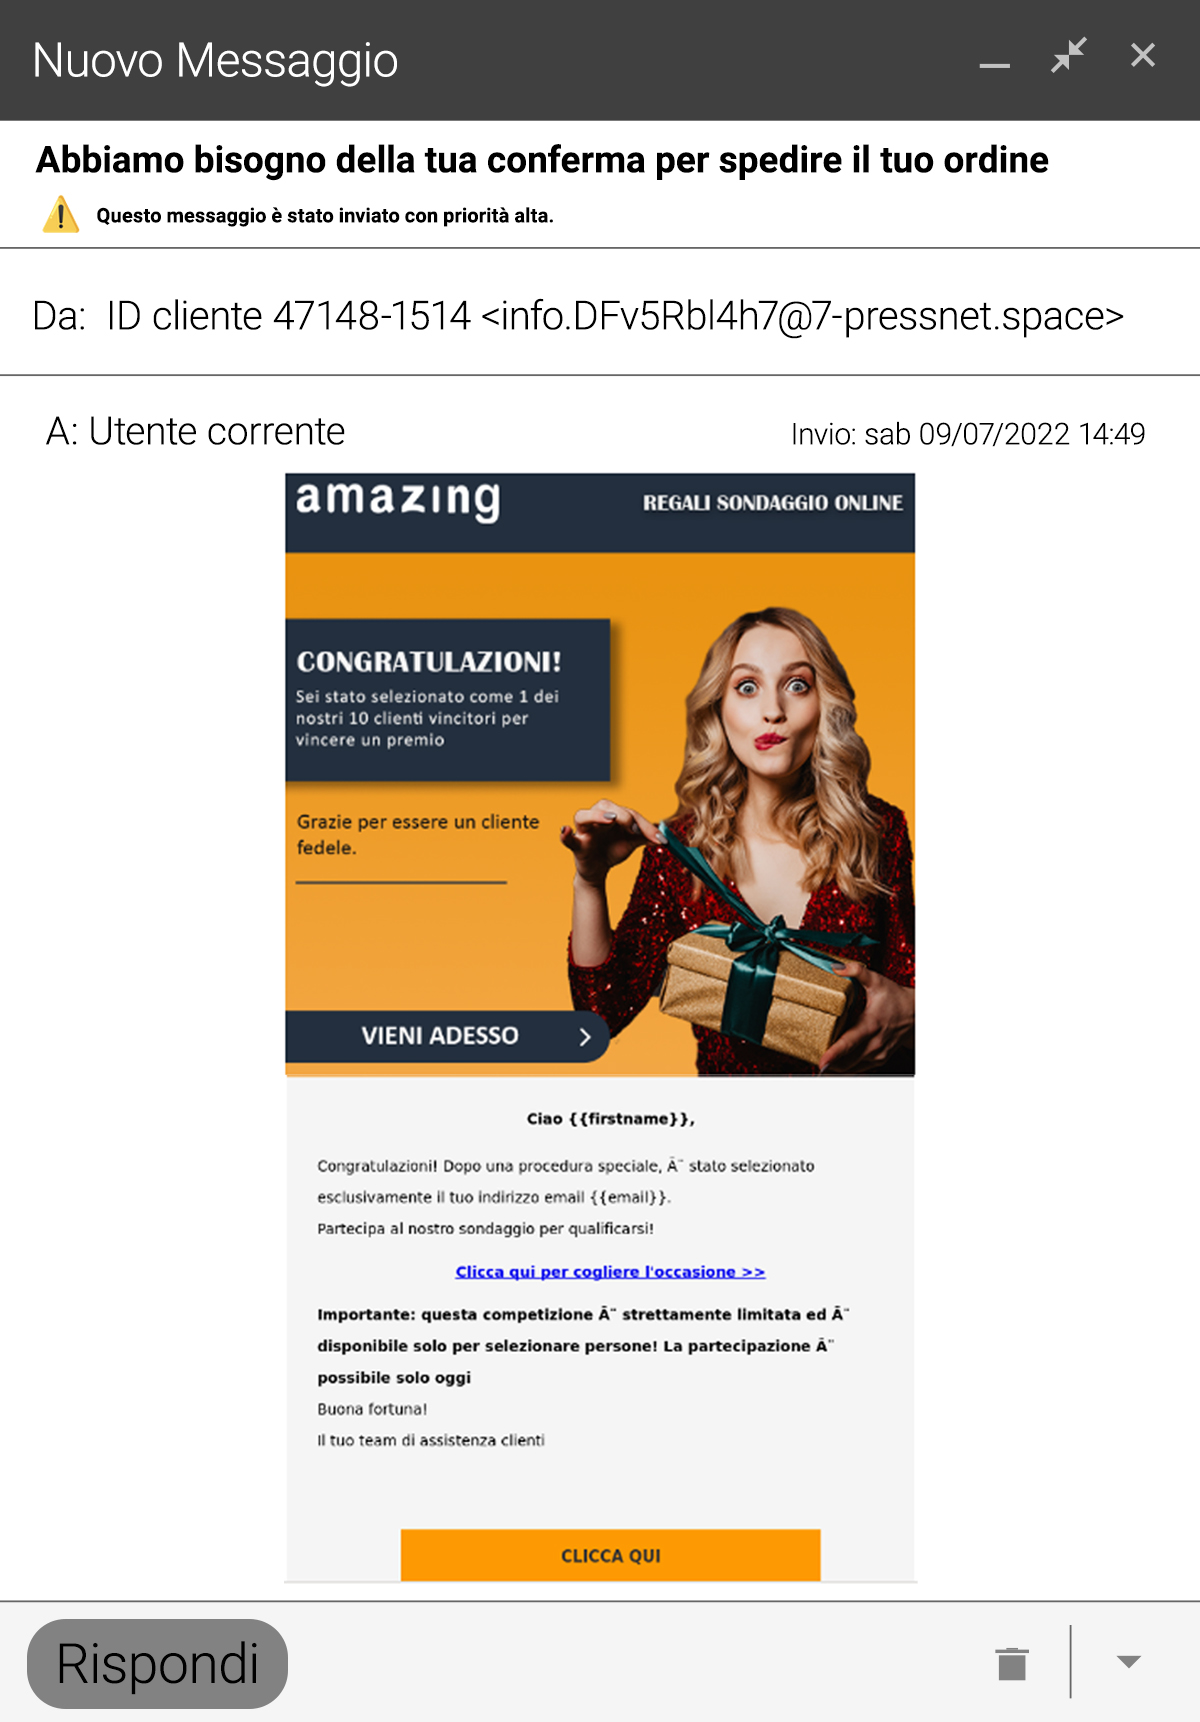 Nuovo Messaggio
Abbiamo bisogno della tua conferma per spedire il tuo ordine
Questo messaggio è stato inviato con priorità alta.
Da: ID cliente 47148-1514 <info.DFv5Rbl4h7@7-pressnet.space>
A: Utente corrente
Invio: sab 09/07/2022 14:49
amazing
REGALI SONDAGGIO ONLINE
CONGRATULAZIONI!
Sei stato selezionato come 1 dei
nostri 10 clienti vincitori per
vincere un premio
Grazie per essere un cliente
fedele.
VIENI ADESSO
Ciao {{firstname}},
Congratulazioni! Dopo una procedura speciale, Ã¨ stato selezionato
esclusivamente il tuo indirizzo email {{email}}.
Partecipa al nostro sondaggio per qualificarsi!
Clicca qui per cogliere l'occasione >>
Importante: questa competizione Ã¨ strettamente limitata ed Ã¨
disponibile solo per selezionare persone! La partecipazione Ã¨
possibile solo oggi
Buona fortuna!
Il tuo team di assistenza clienti
CLICCA QUI
Rispondi